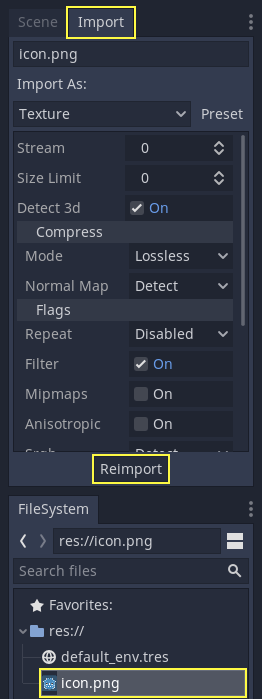 Scene Import
icon.png
Import As:
Texture Preset
Stream 0
Size Limit 0
Detect 3d On
Compress
Mode Lossless
Normal Map Detect
Flags
Repeat Disabled
Filter On
Mipmaps On
Anisotropic On
Reimport
FileSystem
res://icon.png
Search files
Favorites:
res://
default_env.tres
icon.png